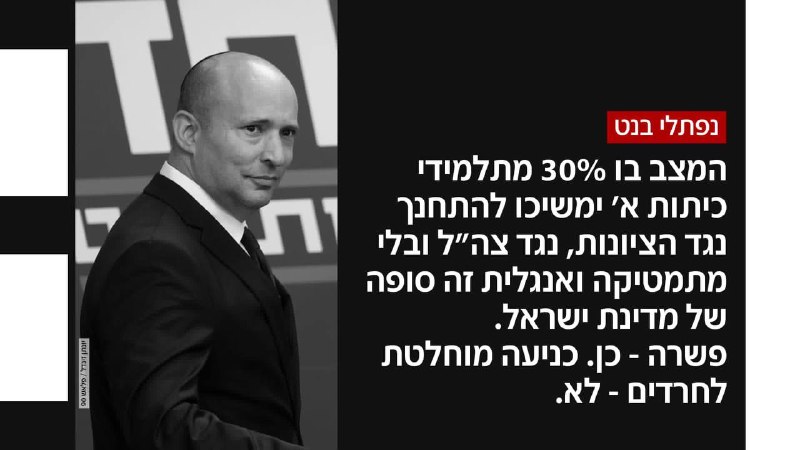 נפתלי בנט
המצב בו 30% מתלמידי
כיתות א׳ ימשיכו להתחנך
נגד הציונות, נגד צה״ל ובלי
מתמטיקה ואנגלית זה סופה
של מדינת ישראל.
פשרה - כן. כניעה מוחלטת
לחרדים - לא.